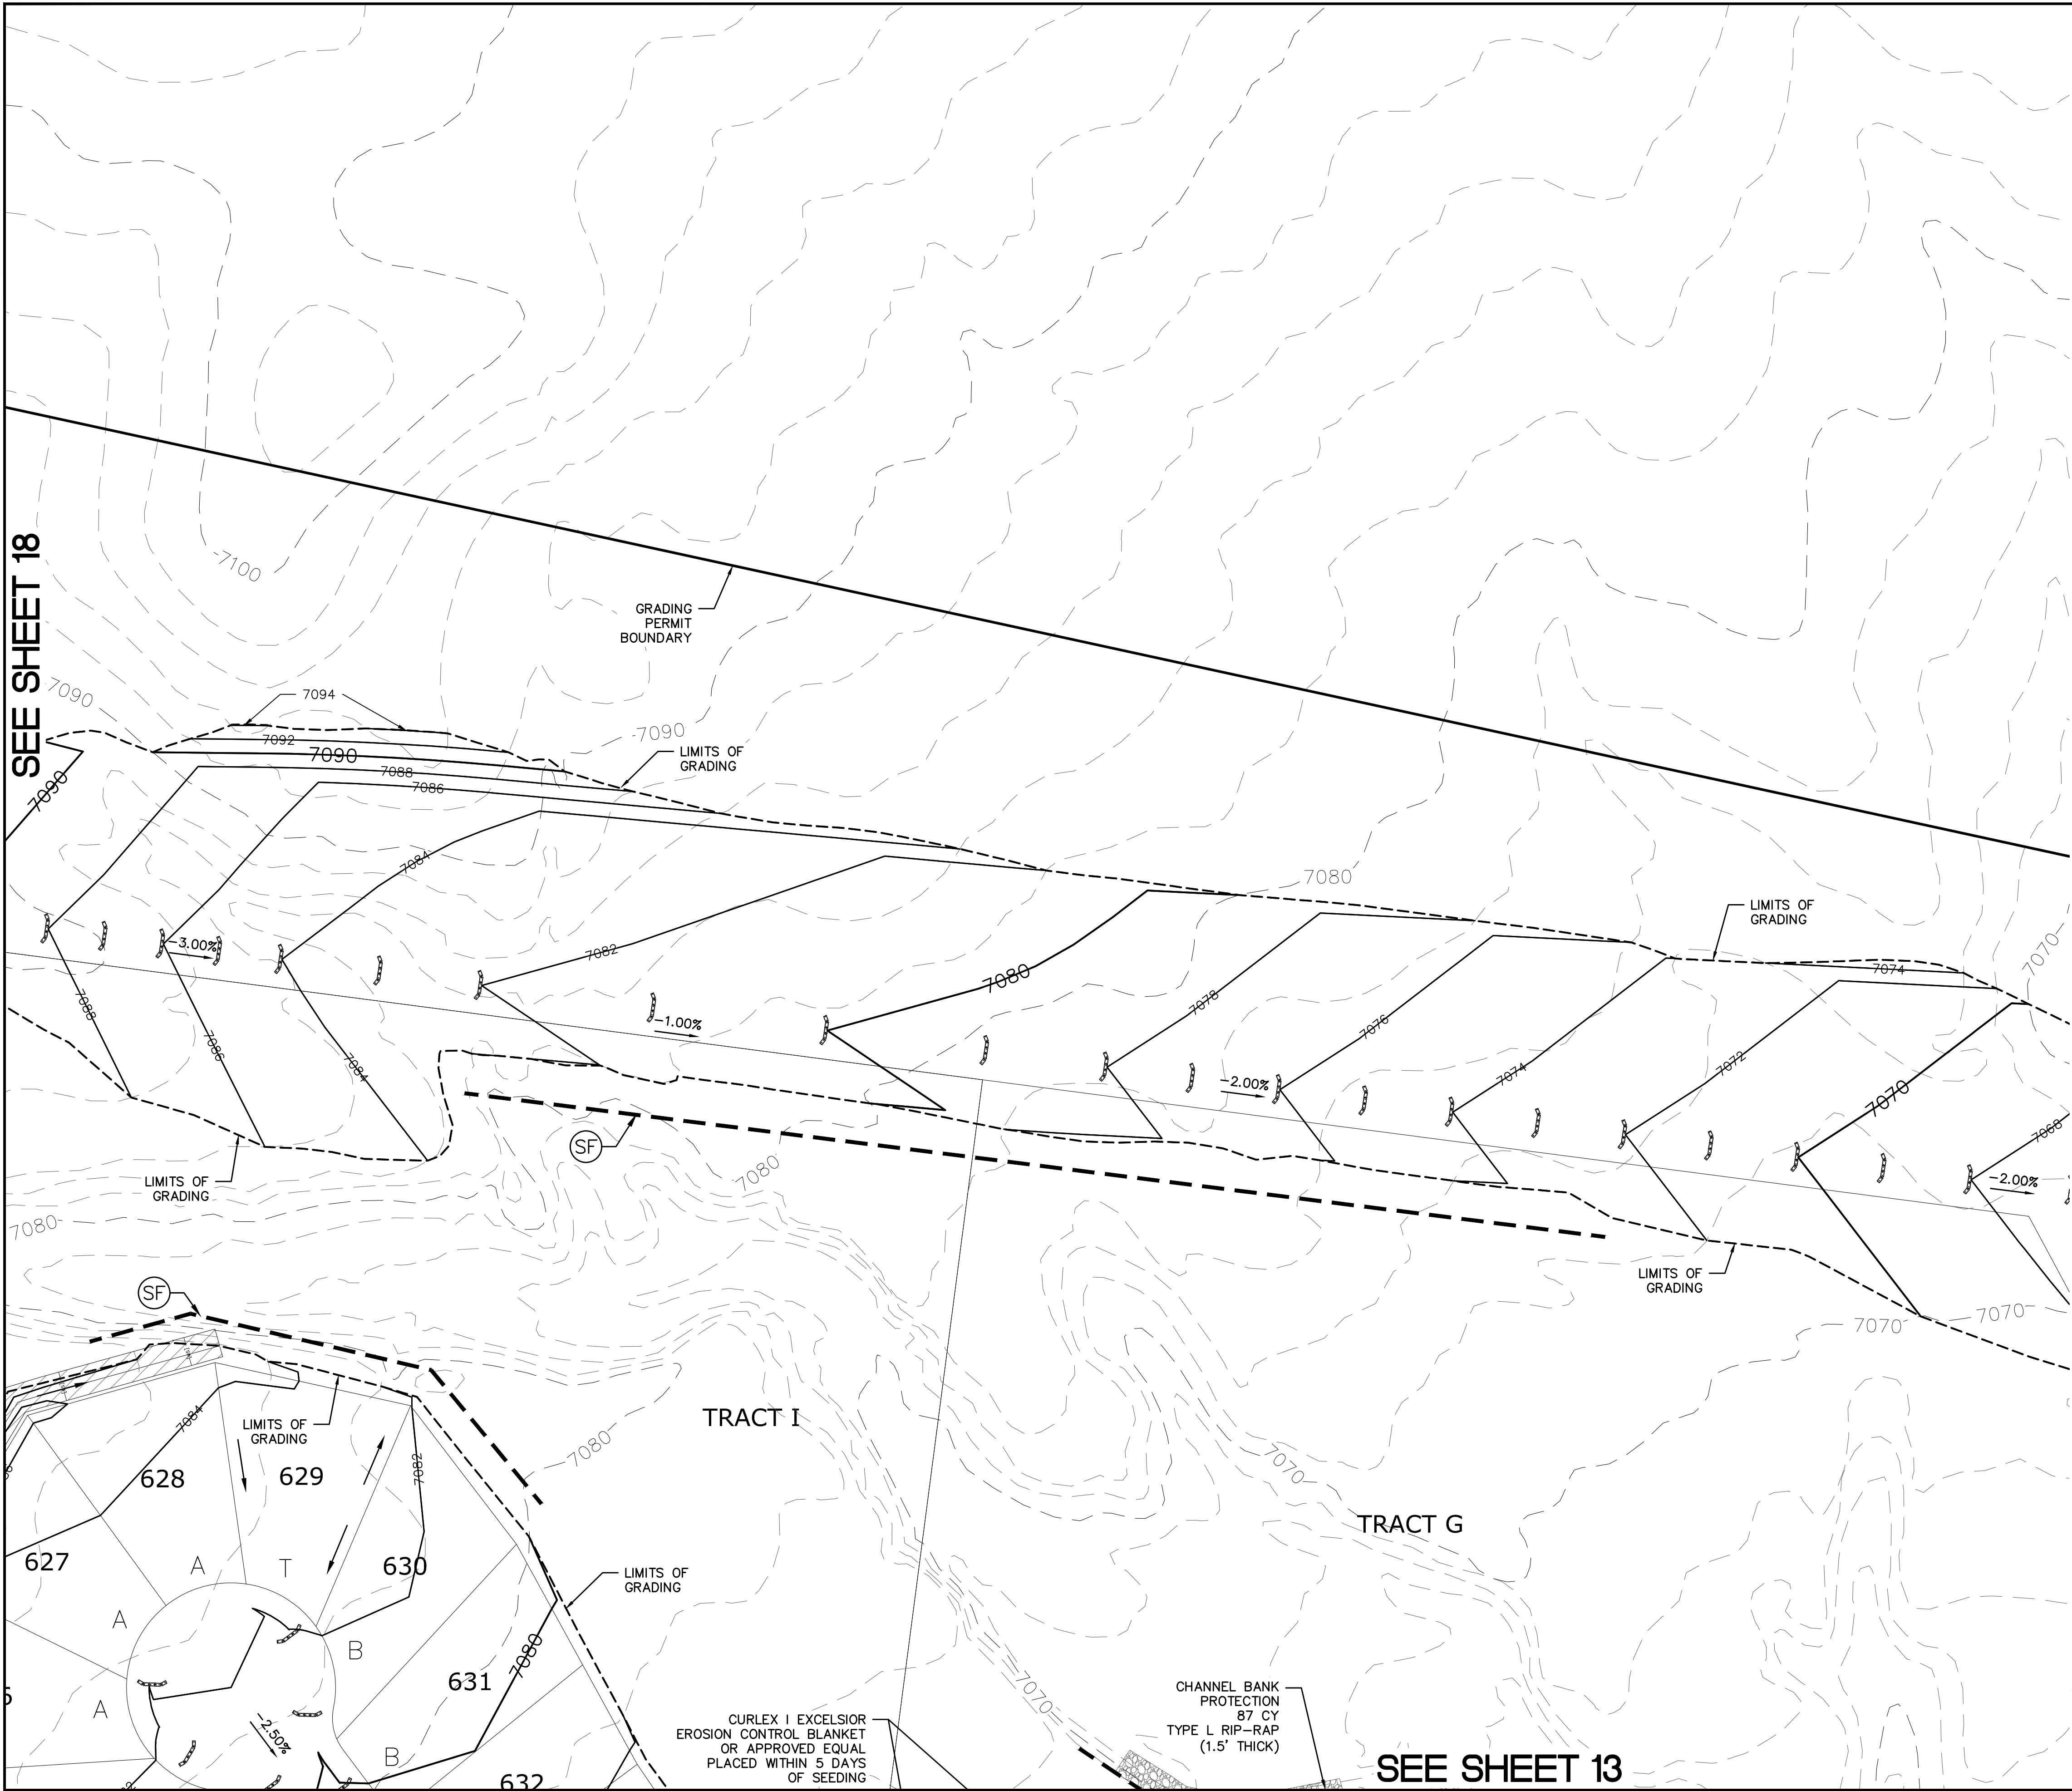 SEE SHEET 18
7100
GRADING
PERMIT
BOUNDARY
7090
7094
7092
7090
7088
7086
7090
LIMITS OF
GRADING
7090
7084
7080
LIMITS OF
GRADING
7074
7070
-3.00%
7082
7080
7078
7076
7074
7072
7070
7068
7088
7086
7084
-1.00%
-2.00%
-2.00%
LIMITS OF
GRADING
SF
7080
7080
SF
LIMITS OF
GRADING
7070
7070
7084
LIMITS OF
GRADING
7082
7080
TRACT I
628
629
7070
TRACT G
627
A
T
630
LIMITS OF
GRADING
A
B
631
7080
A
-2.50%
B
632
7070
CURLEX I EXCELSIOR
EROSION CONTROL BLANKET
OR APPROVED EQUAL
PLACED WITHIN 5 DAYS
OF SEEDING
CHANNEL BANK
PROTECTION
87 CY
TYPE L RIP-RAP
(1.5' THICK)
SEE SHEET 13